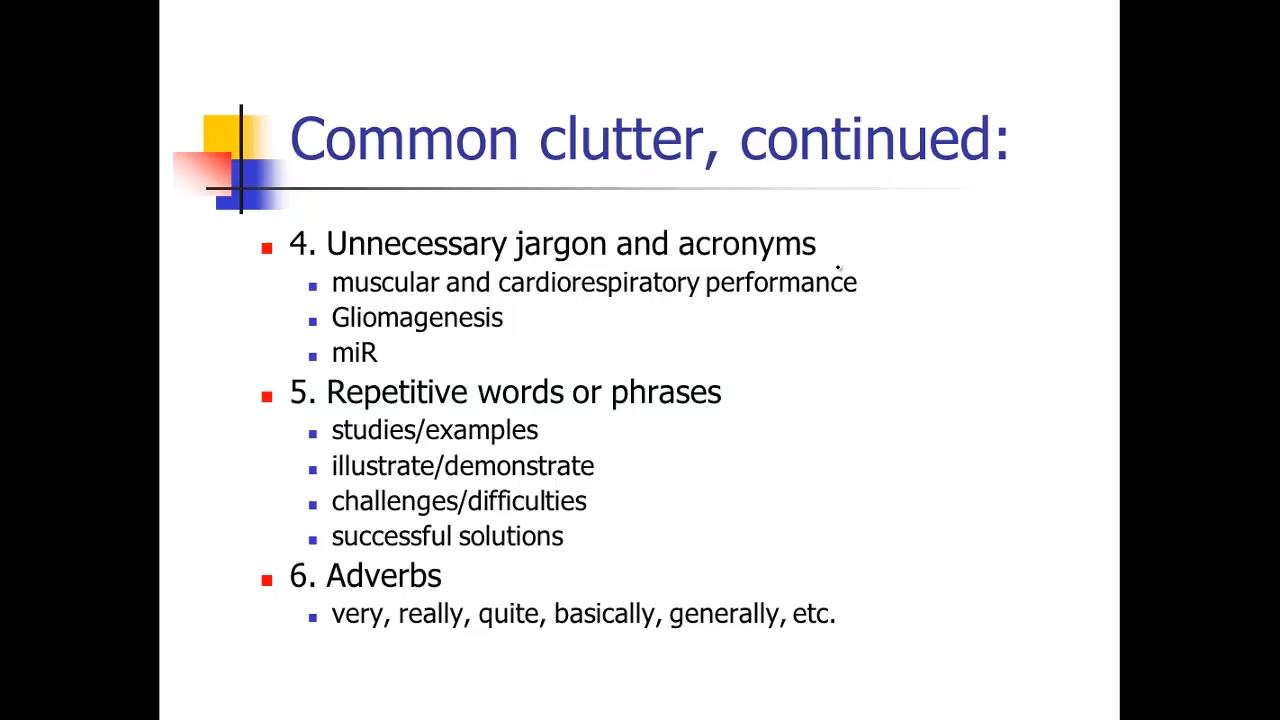 Common clutter, continued:
4. Unnecessary jargon and acronyms
muscular and cardiorespiratory performance
Gliomagenesis
miR
5. Repetitive words or phrases
studies/examples
illustrate/demonstrate
challenges/difficulties
successful solutions
6. Adverbs
very, really, quite, basically, generally, etc.